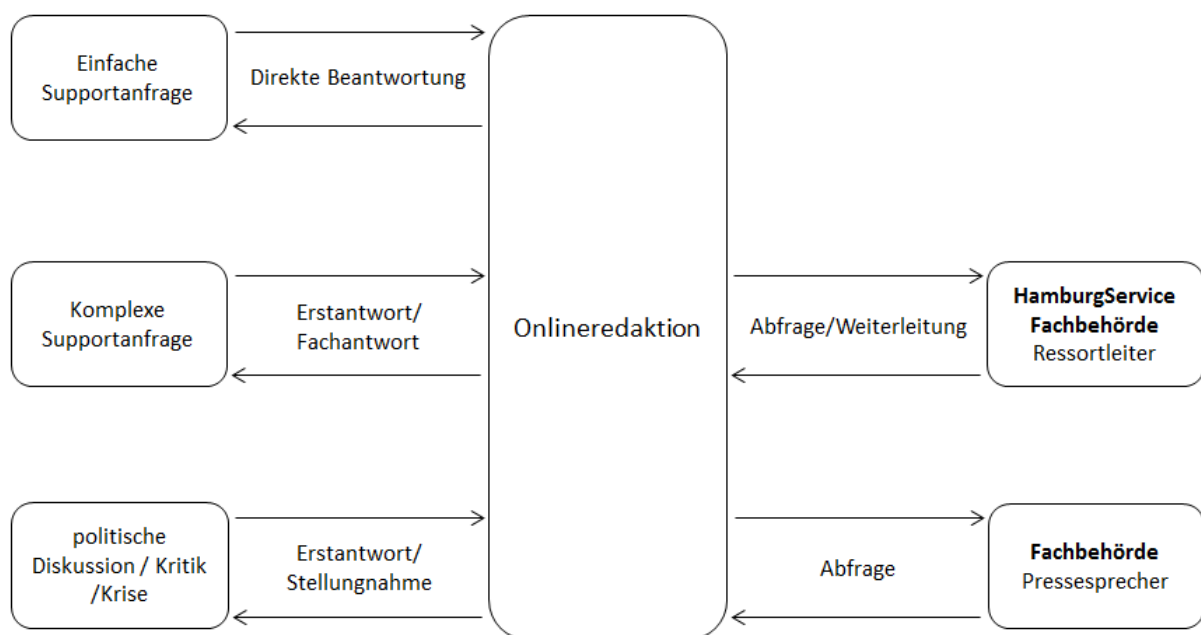 Einfache
Supportanfrage
Direkte Beantwortung
Komplexe
Supportanfrage
Erstantwort/
Fachantwort
Onlineredaktion
Abfrage/Weiterleitung
HamburgService
Fachbehörde
Ressortleiter
politische
Diskussion / Kritik
/Krise
Erstantwort/
Stellungnahme
Abfrage
Fachbehörde
Pressesprecher